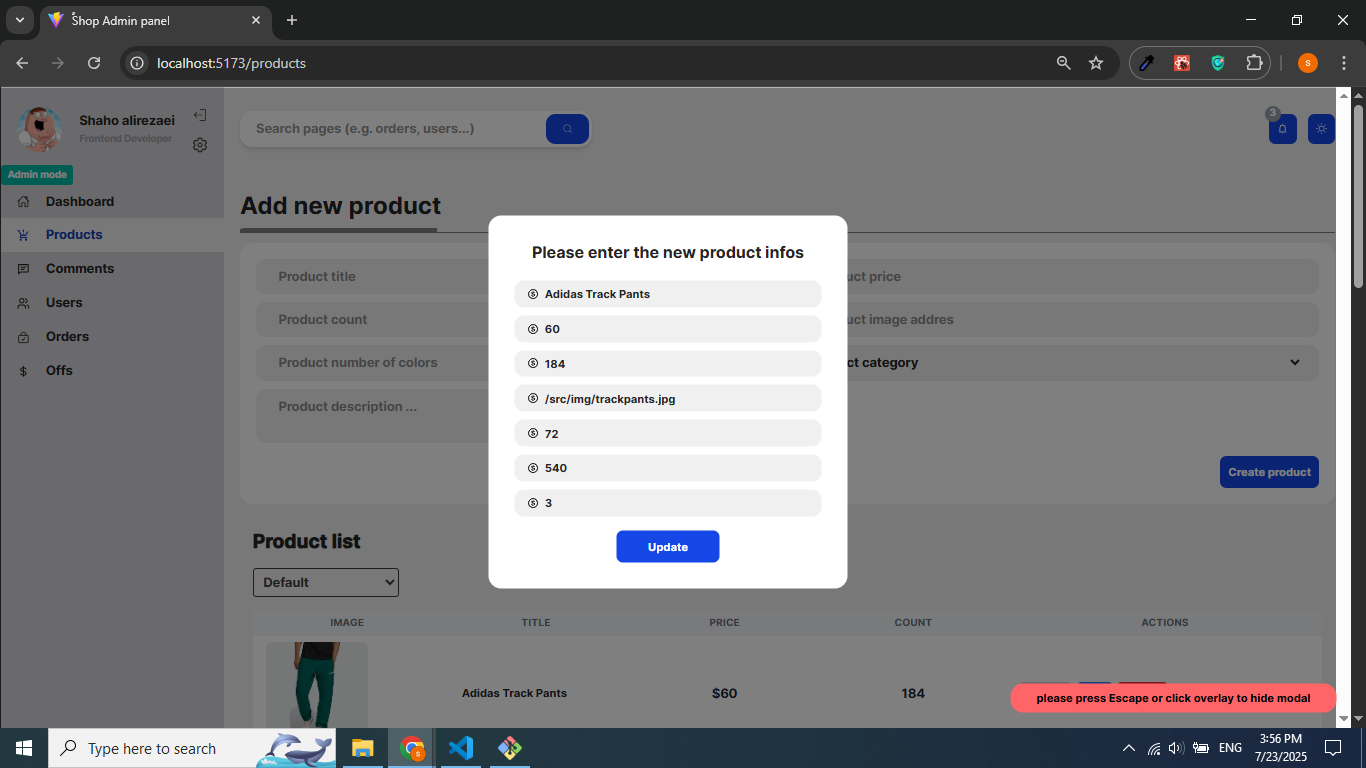 Shop Admin panel
localhost:5173/products
s
Shaho alirezaei
Frontend Developer
Search pages (e.g. orders, users...)
3
Admin mode
Dashboard
Products
Comments
Users
Orders
Offs
Add new product
Product title
uct price
Product count
uct image addres
Product number of colors
ct category
Product description ...
Create product
Please enter the new product infos
Adidas Track Pants
60
184
/src/img/trackpants.jpg
72
540
3
Update
Product list
Default
IMAGE TITLE PRICE COUNT ACTIONS
Adidas Track Pants $60 184
please press Escape or click overlay to hide modal
Type here to search
s
ENG
3:56 PM
7/23/2025